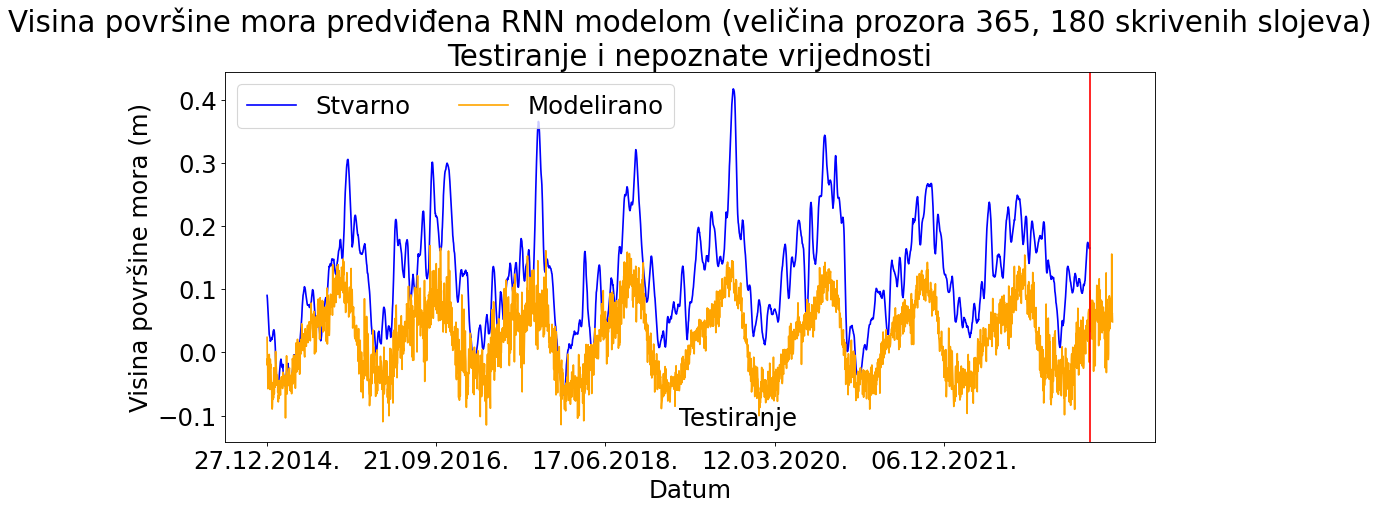 Visina površine mora predviđena RNN modelom (veličina prozora 365, 180 skrivenih slojeva)
Testiranje i nepoznate vrijednosti
Stvarno Modelirano
Visina površine mora (m)
0.4
0.3
0.2
0.1
0.0
−0.1
Testiranje
27.12.2014. 21.09.2016. 17.06.2018. 12.03.2020. 06.12.2021.
Datum